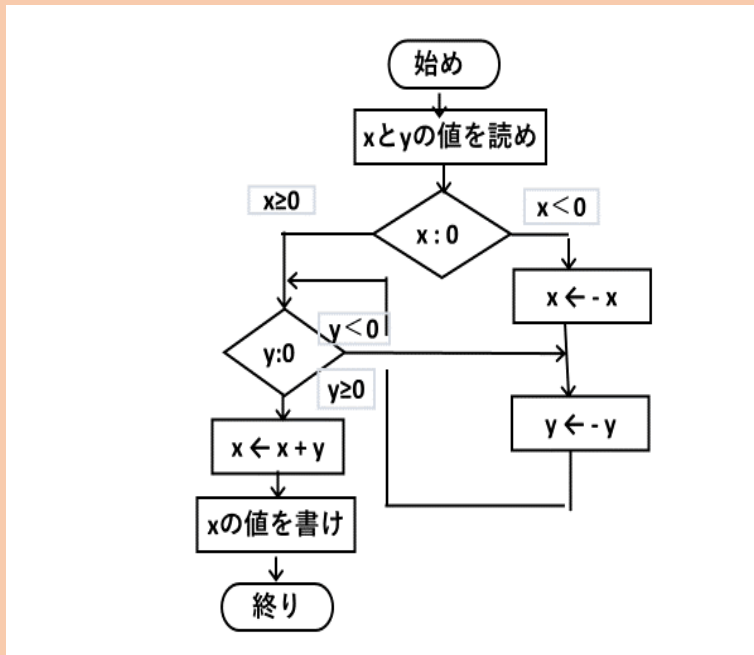 始め
xとyの値を読め
x≥0
x＜0
x : 0
x ← - x
y＜0
y:0
y≥0
y ← - y
x ← x + y
xの値を書け
終り